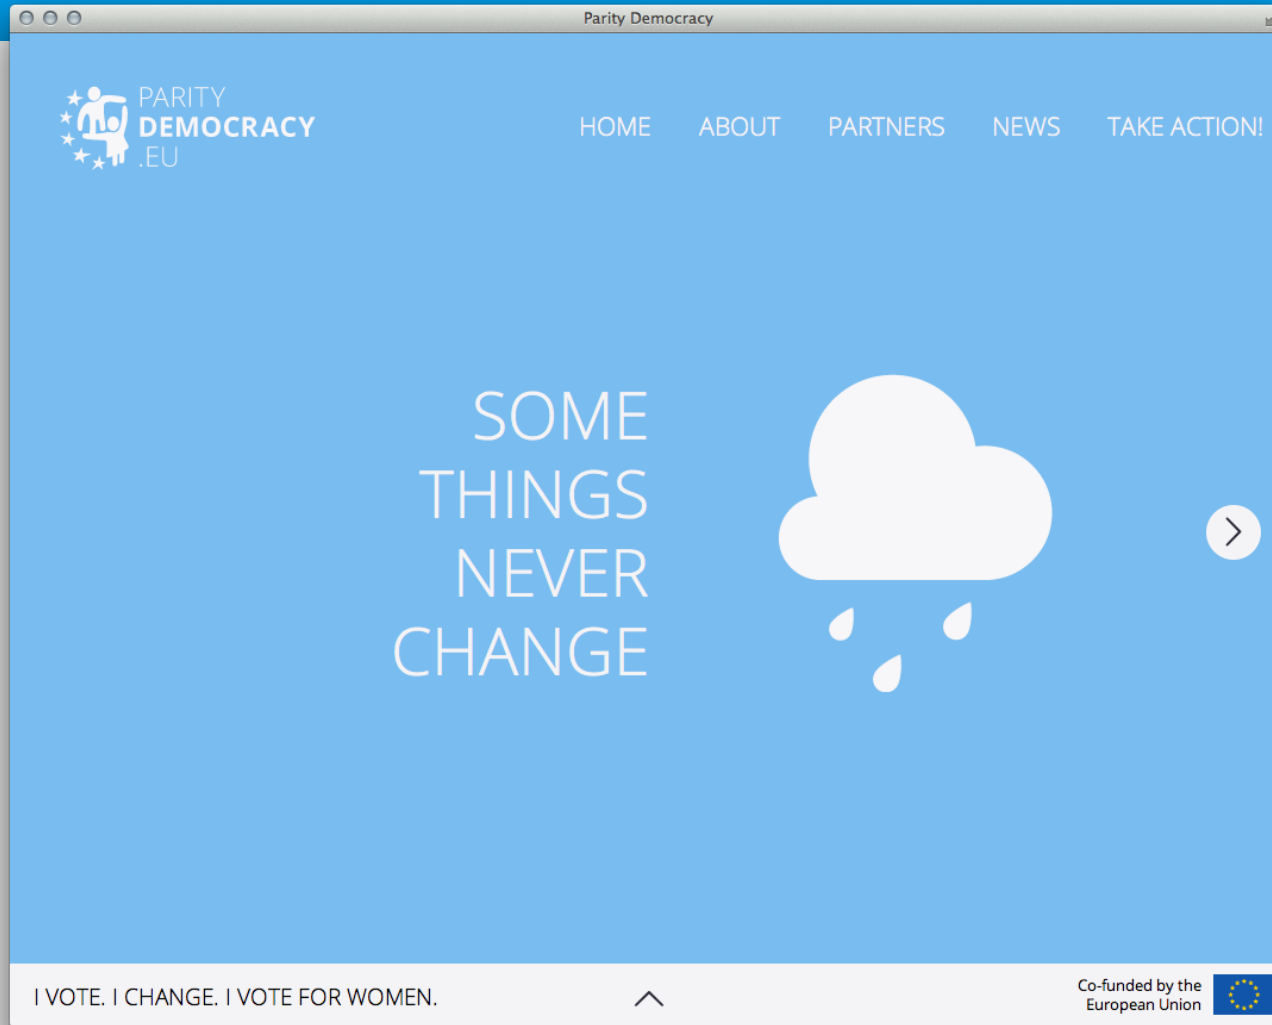 Parity Democracy
PARITY
DEMOCRACY
.EU
HOME ABOUT PARTNERS NEWS TAKE ACTION!
SOME
THINGS
NEVER
CHANGE
I VOTE. I CHANGE. I VOTE FOR WOMEN.
Co-funded by the
European Union